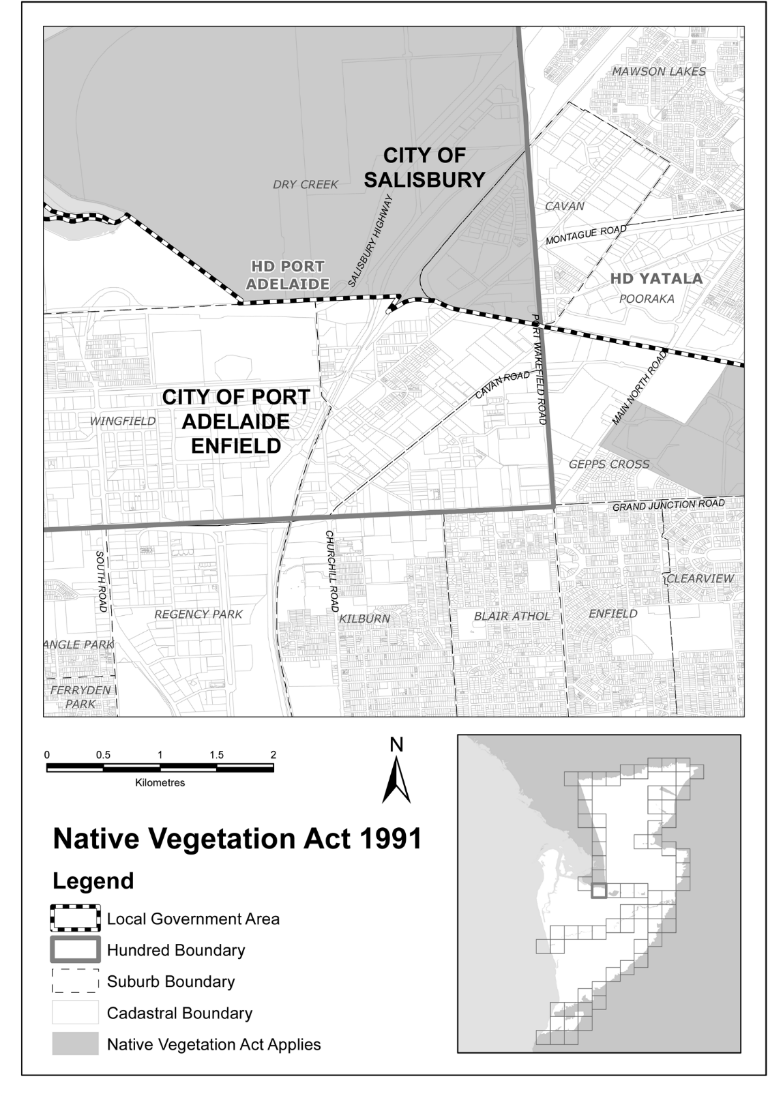 MAWSON LAKES
CITY OF
SALISBURY
DRY CREEK
CAVAN
SALISBURY HIGHWAY
MONTAGUE ROAD
HD PORT
ADELAIDE
HD YATALA
POORAKA
PORT WAKEFIELD ROAD
CAVAN ROAD
MAIN NORTH ROAD
CITY OF PORT
ADELAIDE
ENFIELD
WINGFIELD
GEPPS CROSS
GRAND JUNCTION ROAD
SOUTH ROAD
CHURCHILL ROAD
CLEARVIEW
REGENCY PARK
KILBURN
BLAIR ATHOL
ENFIELD
ANGLE PARK
FERRYDEN
PARK
0 0.5 1 1.5 2
Kilometres
N
Native Vegetation Act 1991
Legend
Local Government Area
Hundred Boundary
Suburb Boundary
Cadastral Boundary
Native Vegetation Act Applies